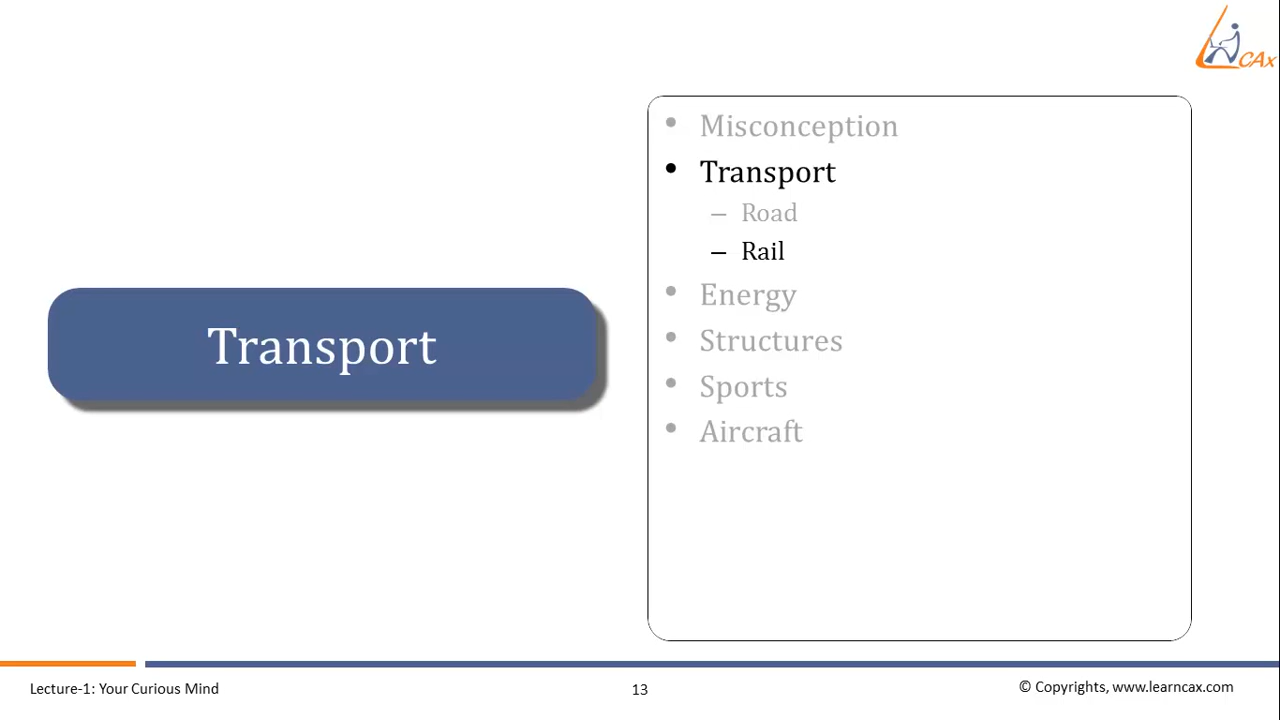 CAx
Transport
• Misconception
• Transport
– Road
– Rail
• Energy
• Structures
• Sports
• Aircraft
Lecture-1: Your Curious Mind
13
© Copyrights, www.learncax.com